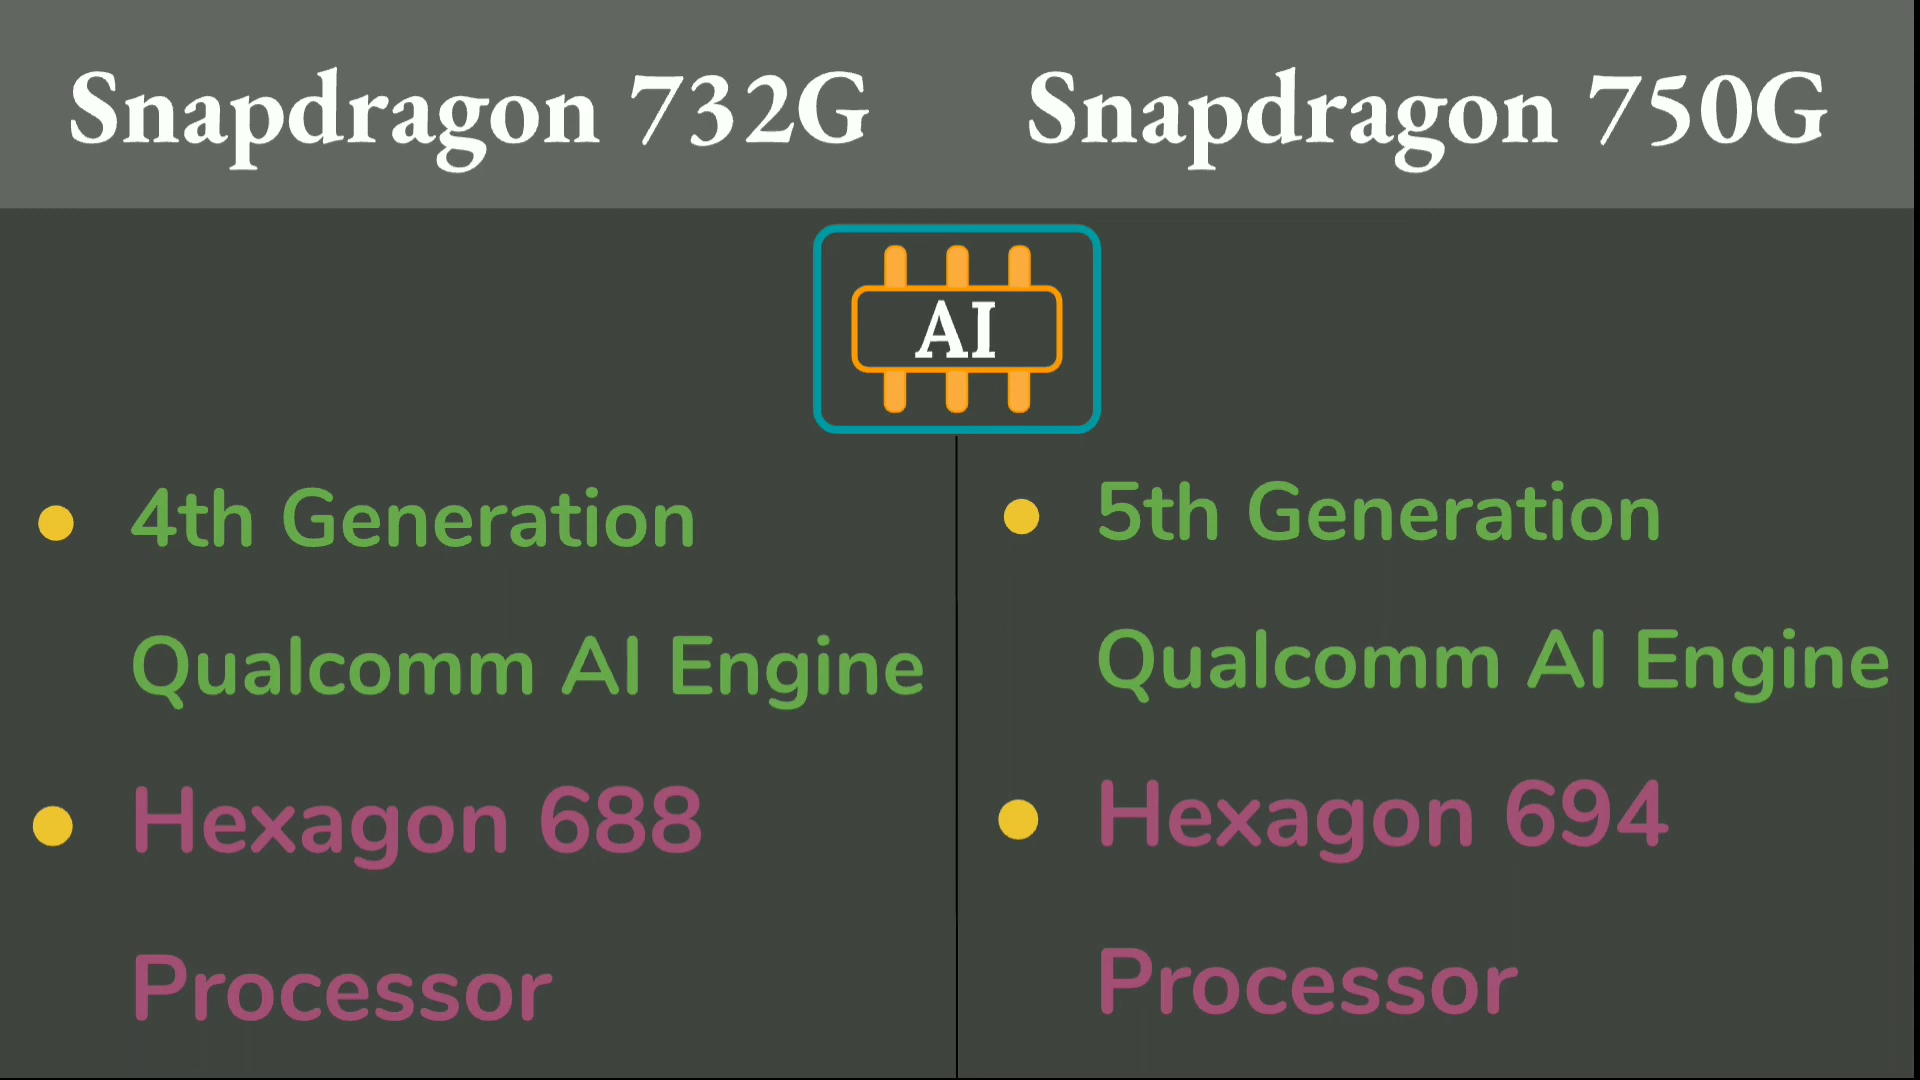 Snapdragon 732G
Snapdragon 750G
AI
4th Generation
Qualcomm AI Engine
Hexagon 688
Processor
5th Generation
Qualcomm AI Engine
Hexagon 694
Processor